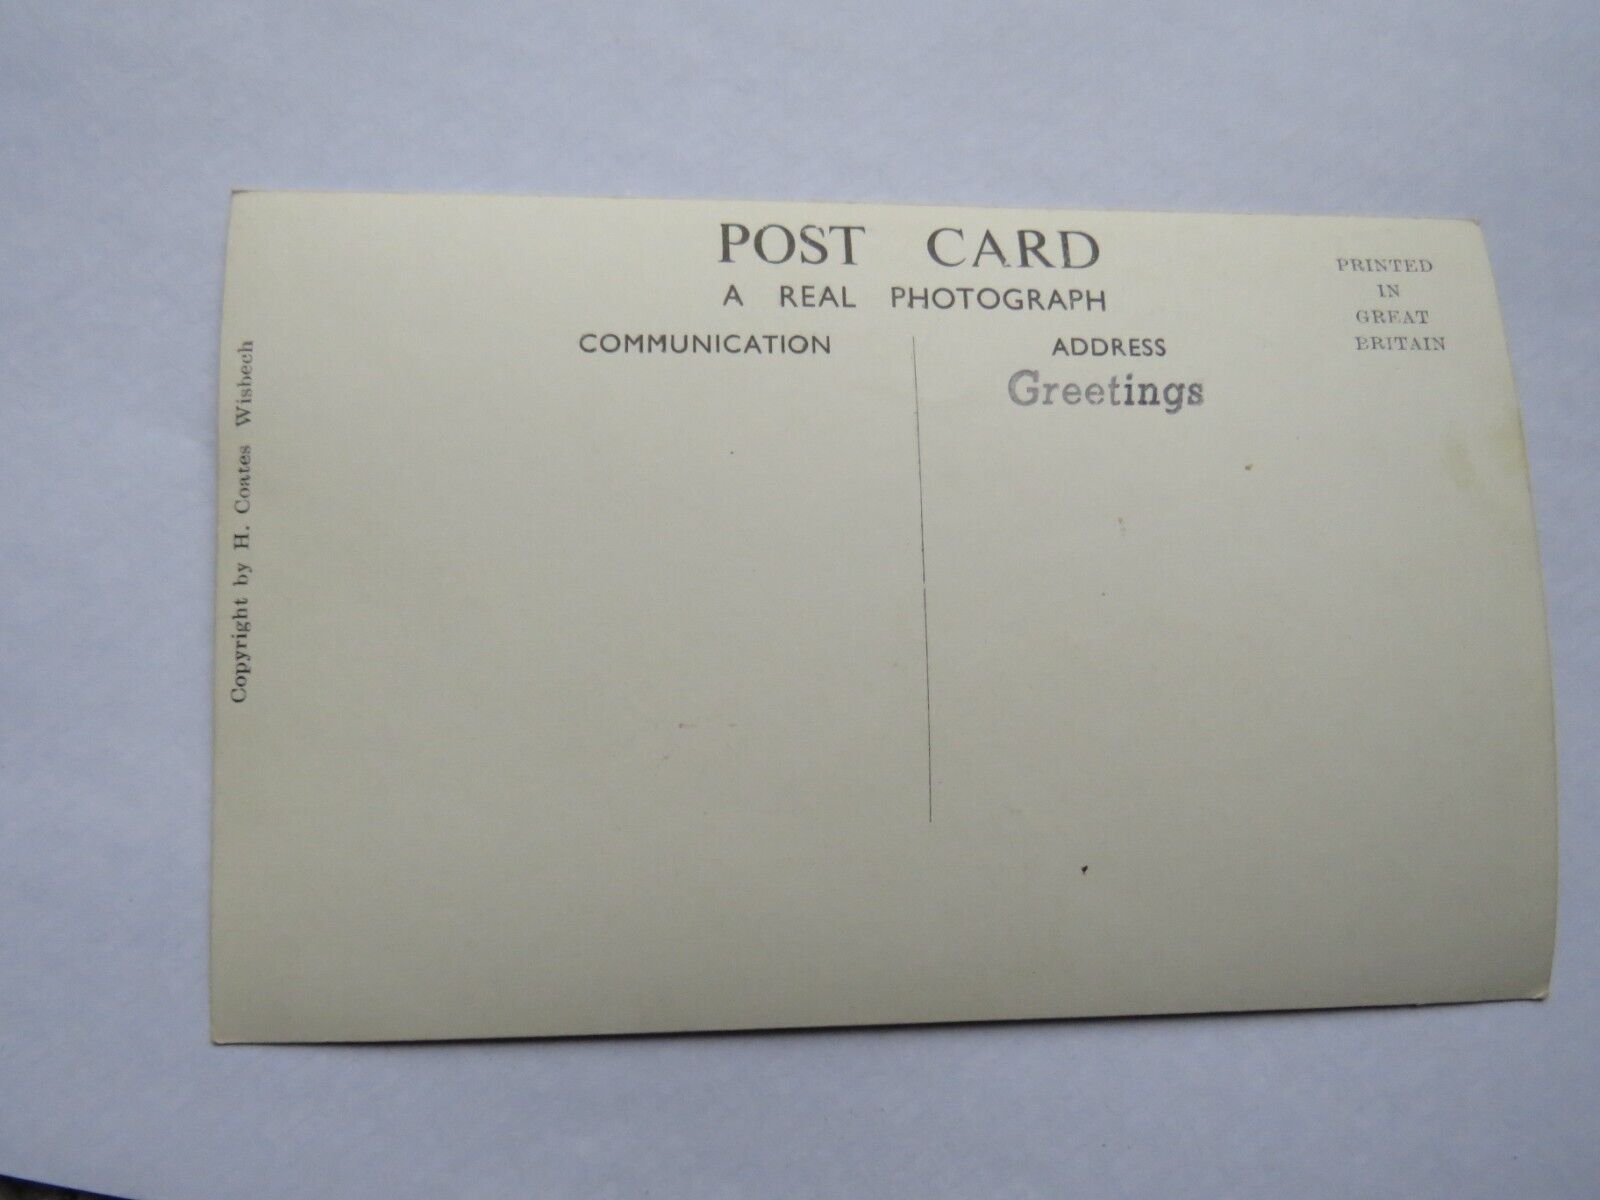 POST CARD
A REAL PHOTOGRAPH
COMMUNICATION
ADDRESS
Greetings
PRINTED
IN
GREAT
BRITAIN
Copyright by H. Coates Wisbech